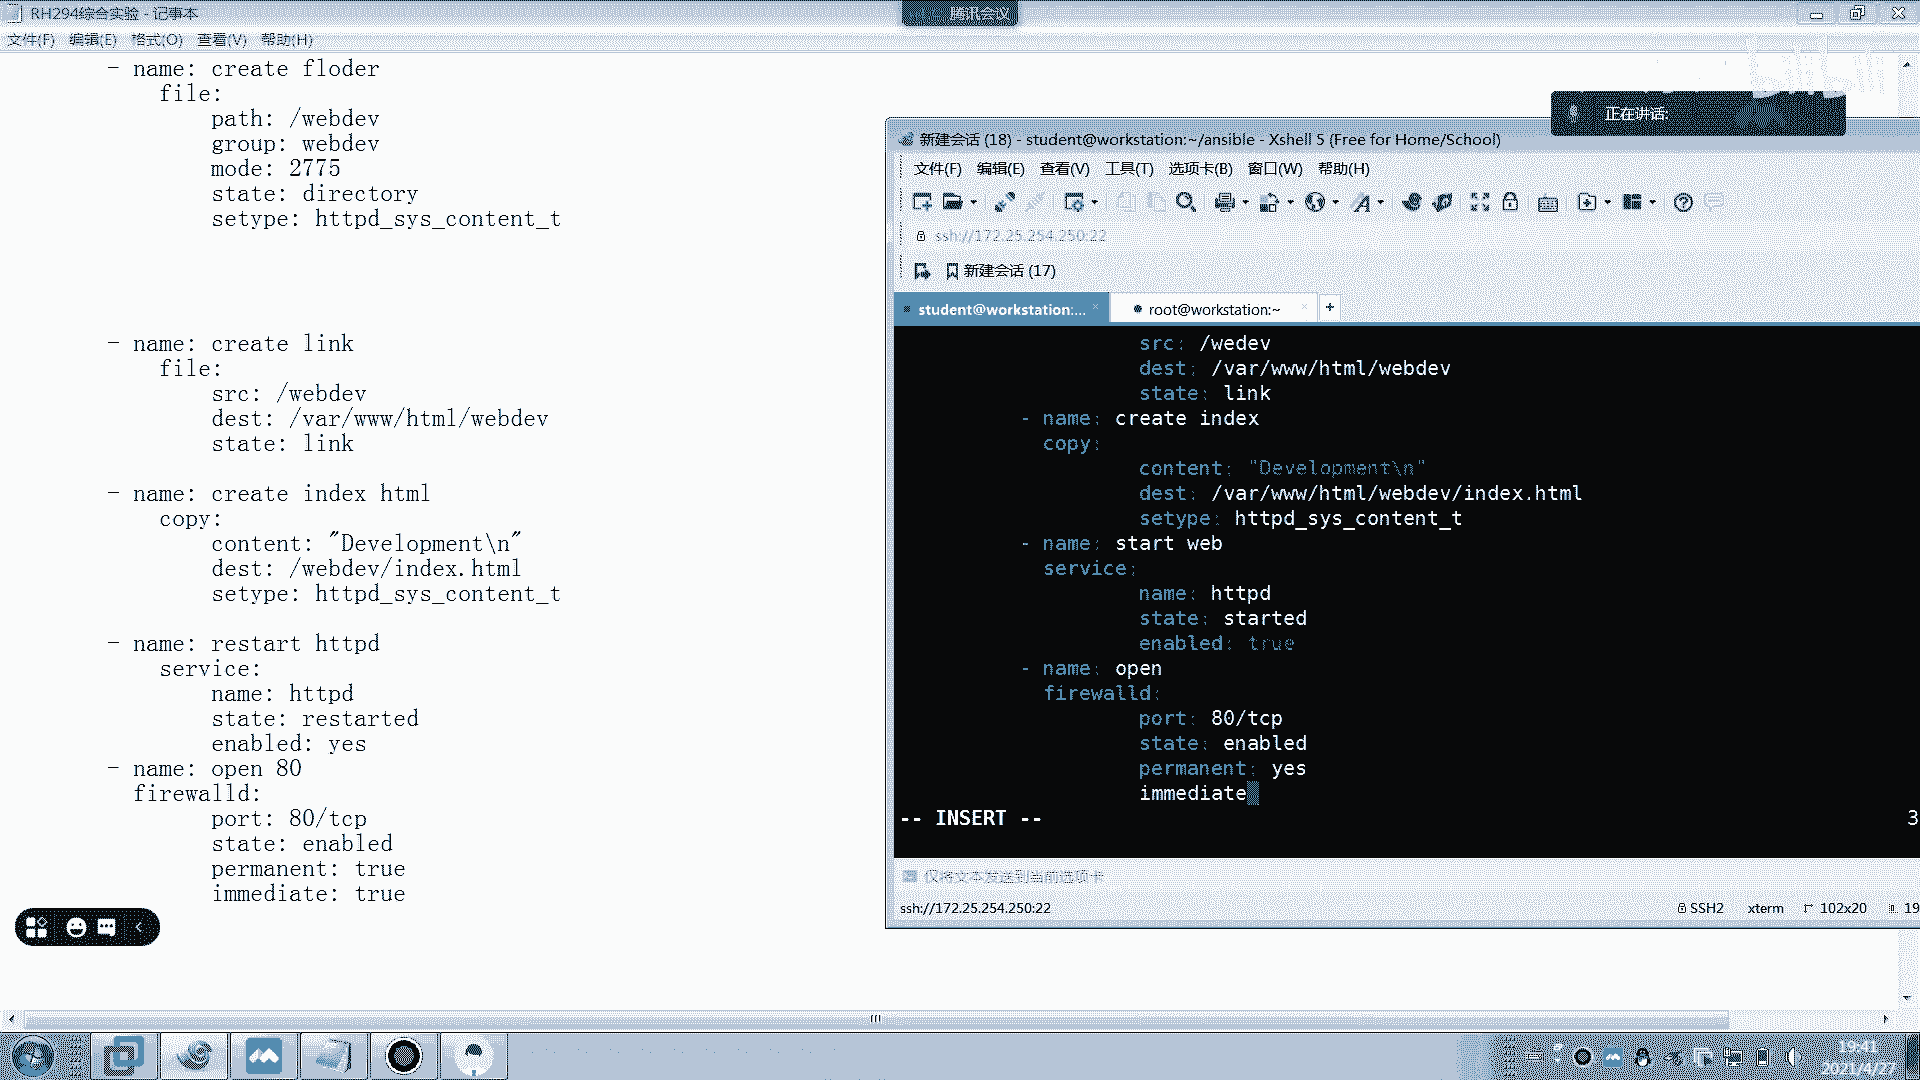 RH294综合实验 - 记事本
腾讯会议
文件(F) 编辑(E) 格式(O) 查看(V) 帮助(H)
- name: create floder
file:
path: /webdev
group: webdev
mode: 2775
state: directory
setype: httpd_sys_content_t
- name: create link
file:
src: /webdev
dest: /var/www/html/webdev
state: link
- name: create index html
copy:
content: "Development\n"
dest: /webdev/index.html
setype: httpd_sys_content_t
- name: restart httpd
service:
name: httpd
state: restarted
enabled: yes
- name: open 80
firewalld:
port: 80/tcp
state: enabled
permanent: true
immediate: true
bilibili
正在讲话:
新建会话 (18) - student@workstation:~/ansible - Xshell 5 (Free for Home/School)
文件(F) 编辑(E) 查看(V) 工具(T) 选项卡(B) 窗口(W) 帮助(H)
ssh://172.25.254.250:22
新建会话 (17)
student@workstation:... × root@workstation:~ × +
src: /wedev
dest: /var/www/html/webdev
state: link
- name: create index
copy:
content: "Development\n"
dest: /var/www/html/webdev/index.html
setype: httpd_sys_content_t
- name: start web
service:
name: httpd
state: started
enabled: true
- name: open
firewalld:
port: 80/tcp
state: enabled
permanent: yes
immediate
-- INSERT -- 3
仅将文本发送到当前选项卡
ssh://172.25.254.250:22 SSH2 xterm 102x20 19
19:41
2021/4/27